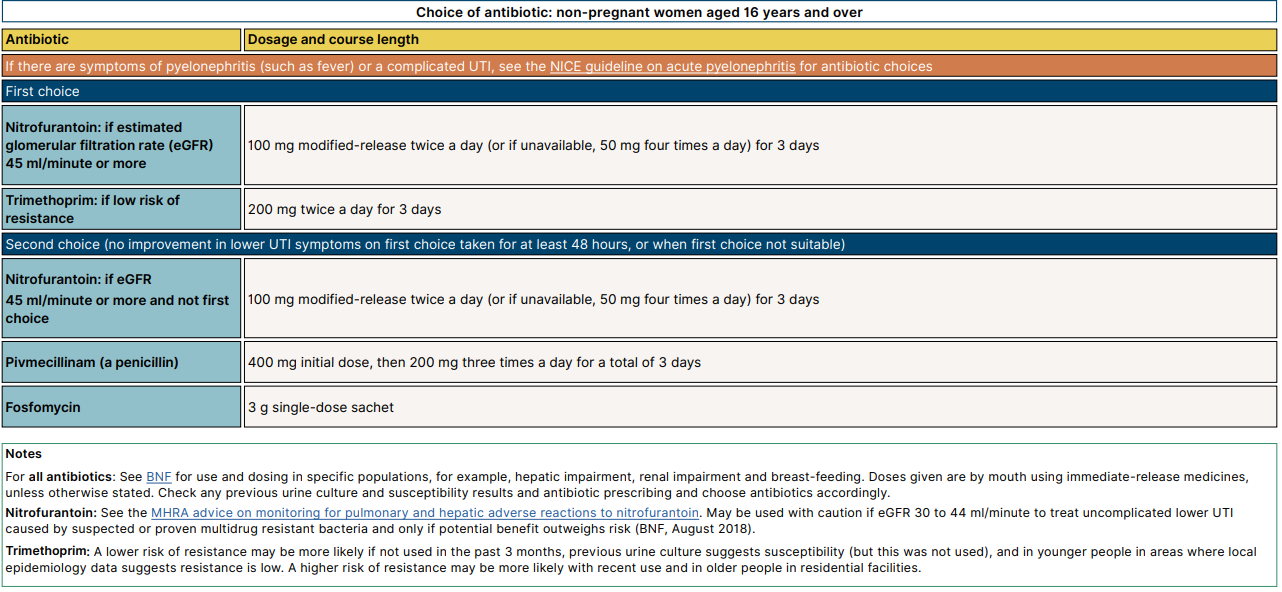 Choice of antibiotic: non-pregnant women aged 16 years and over
Antibiotic
Dosage and course length
If there are symptoms of pyelonephritis (such as fever) or a complicated UTI, see the NICE guideline on acute pyelonephritis for antibiotic choices
First choice
Nitrofurantoin: if estimated
glomerular filtration rate (eGFR)
45 ml/minute or more
100 mg modified-release twice a day (or if unavailable, 50 mg four times a day) for 3 days
Trimethoprim: if low risk of
resistance
200 mg twice a day for 3 days
Second choice (no improvement in lower UTI symptoms on first choice taken for at least 48 hours, or when first choice not suitable)
Nitrofurantoin: if eGFR
45 ml/minute or more and not first
choice
100 mg modified-release twice a day (or if unavailable, 50 mg four times a day) for 3 days
Pivmecillinam (a penicillin)
400 mg initial dose, then 200 mg three times a day for a total of 3 days
Fosfomycin
3 g single-dose sachet
Notes
For all antibiotics: See BNF for use and dosing in specific populations, for example, hepatic impairment, renal impairment and breast-feeding. Doses given are by mouth using immediate-release medicines,
unless otherwise stated. Check any previous urine culture and susceptibility results and antibiotic prescribing and choose antibiotics accordingly.
Nitrofurantoin: See the MHRA advice on monitoring for pulmonary and hepatic adverse reactions to nitrofurantoin. May be used with caution if eGFR 30 to 44 ml/minute to treat uncomplicated lower UTI
caused by suspected or proven multidrug resistant bacteria and only if potential benefit outweighs risk (BNF, August 2018).
Trimethoprim: A lower risk of resistance may be more likely if not used in the past 3 months, previous urine culture suggests susceptibility (but this was not used), and in younger people in areas where local
epidemiology data suggests resistance is low. A higher risk of resistance may be more likely with recent use and in older people in residential facilities.